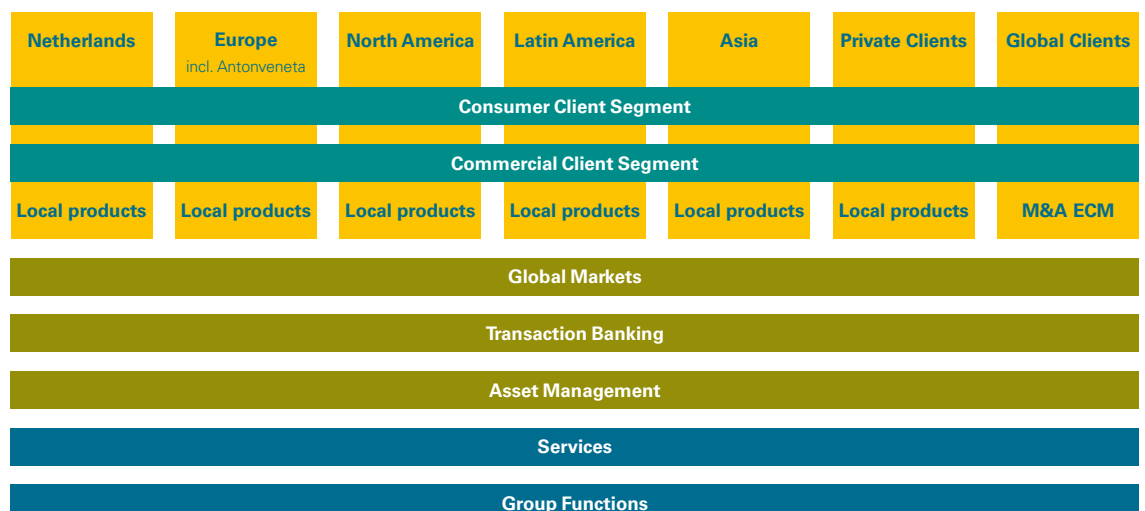 Netherlands
Europe
incl. Antonveneta
North America
Latin America
Asia
Private Clients
Global Clients
Consumer Client Segment
Commercial Client Segment
Local products
Local products
Local products
Local products
Local products
Local products
M&A ECM
Global Markets
Transaction Banking
Asset Management
Services
Group Functions